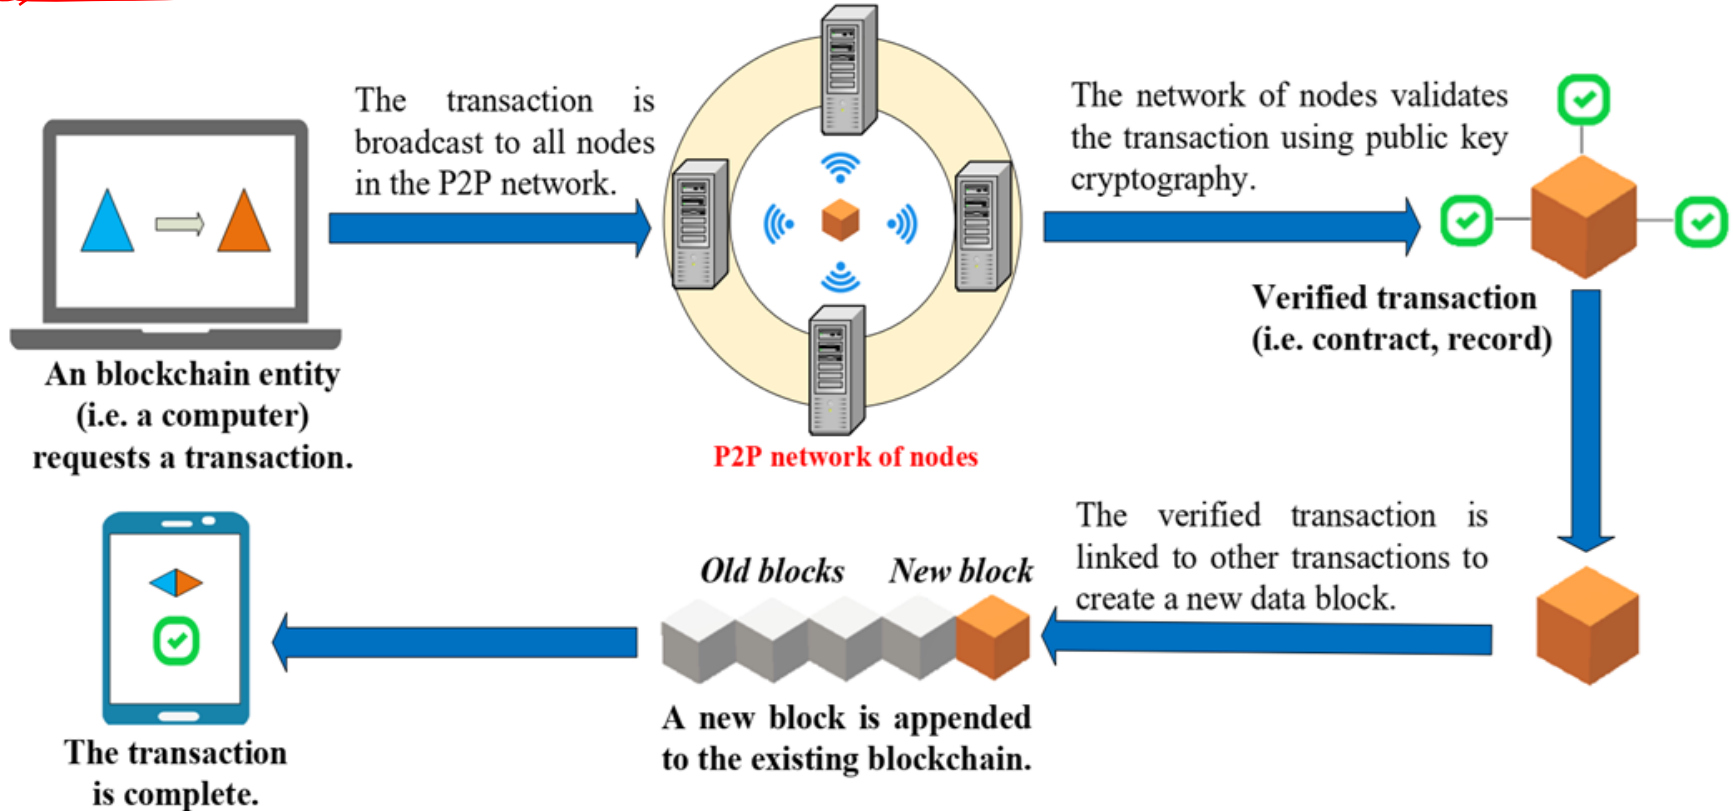 The transaction is
broadcast to all nodes
in the P2P network.
The network of nodes validates
the transaction using public key
cryptography.
An blockchain entity
(i.e. a computer)
requests a transaction.
P2P network of nodes
Verified transaction
(i.e. contract, record)
The verified transaction is
linked to other transactions to
create a new data block.
Old blocks
New block
A new block is appended
to the existing blockchain.
The transaction
is complete.